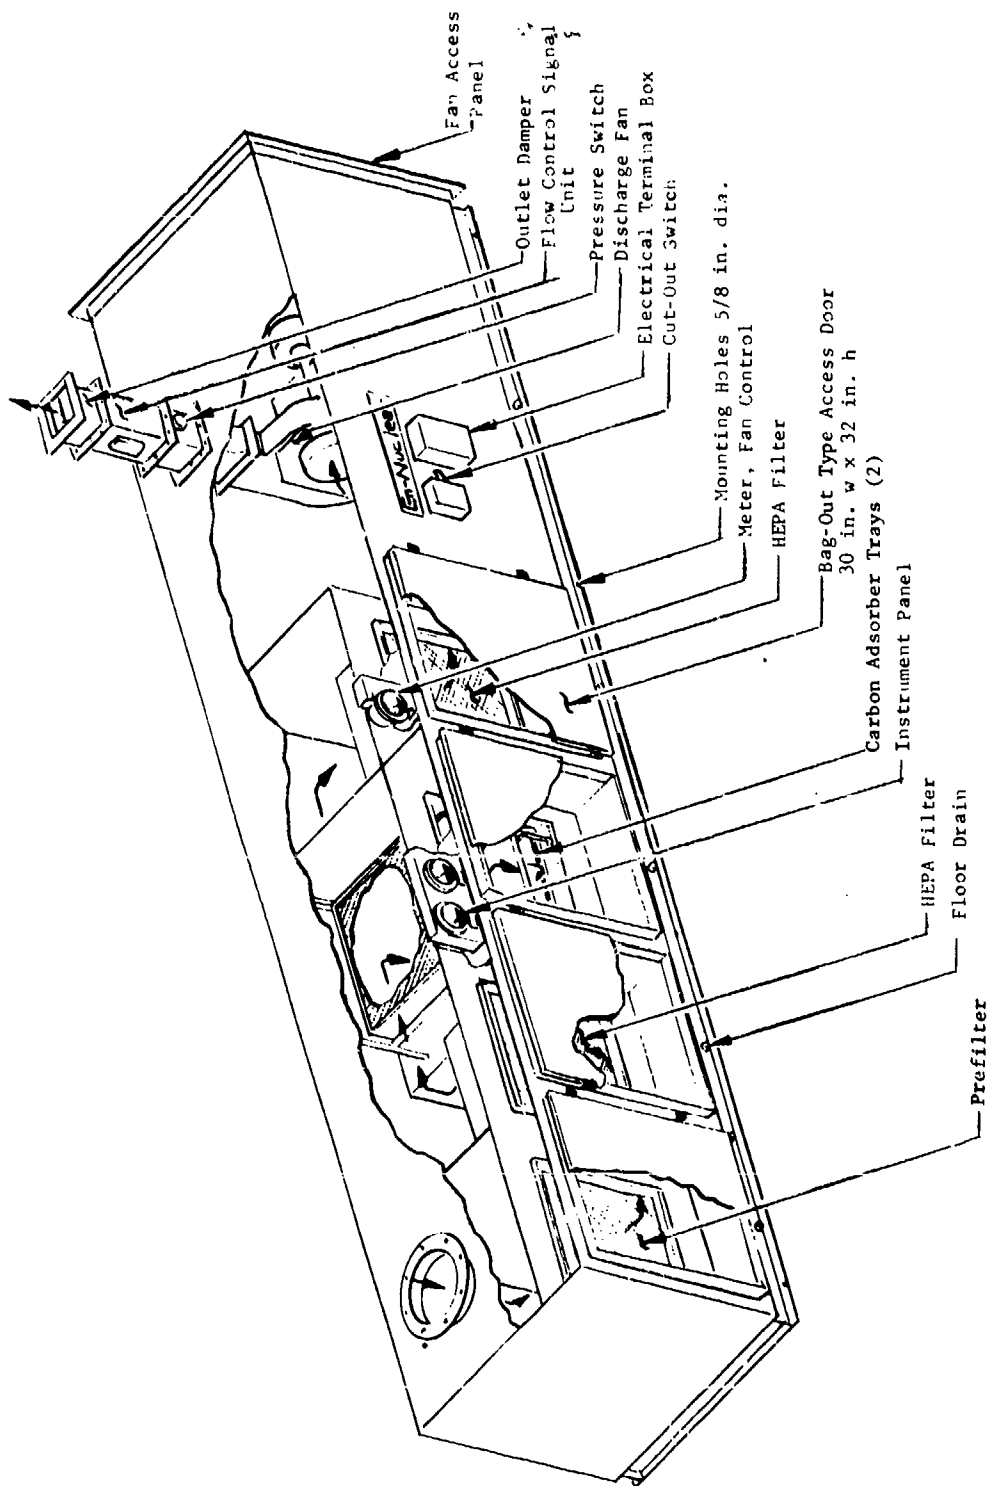 Fan Access
Panel
Outlet Damper
Flow Control Signal
Unit
Pressure Switch
Discharge Fan
Electrical Terminal Box
Cut-Out Switch
Mounting Holes 5/8 in. dia.
Meter, Fan Control
HEPA Filter
Bag-Out Type Access Door
30 in. w x 32 in. h
Carbon Adsorber Trays (2)
Instrument Panel
HEPA Filter
Floor Drain
Prefilter